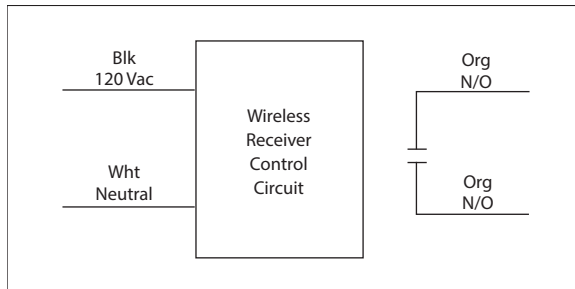 Blk
120 Vac
Wht
Neutral
Wireless
Receiver
Control
Circuit
Org
N/O
Org
N/O